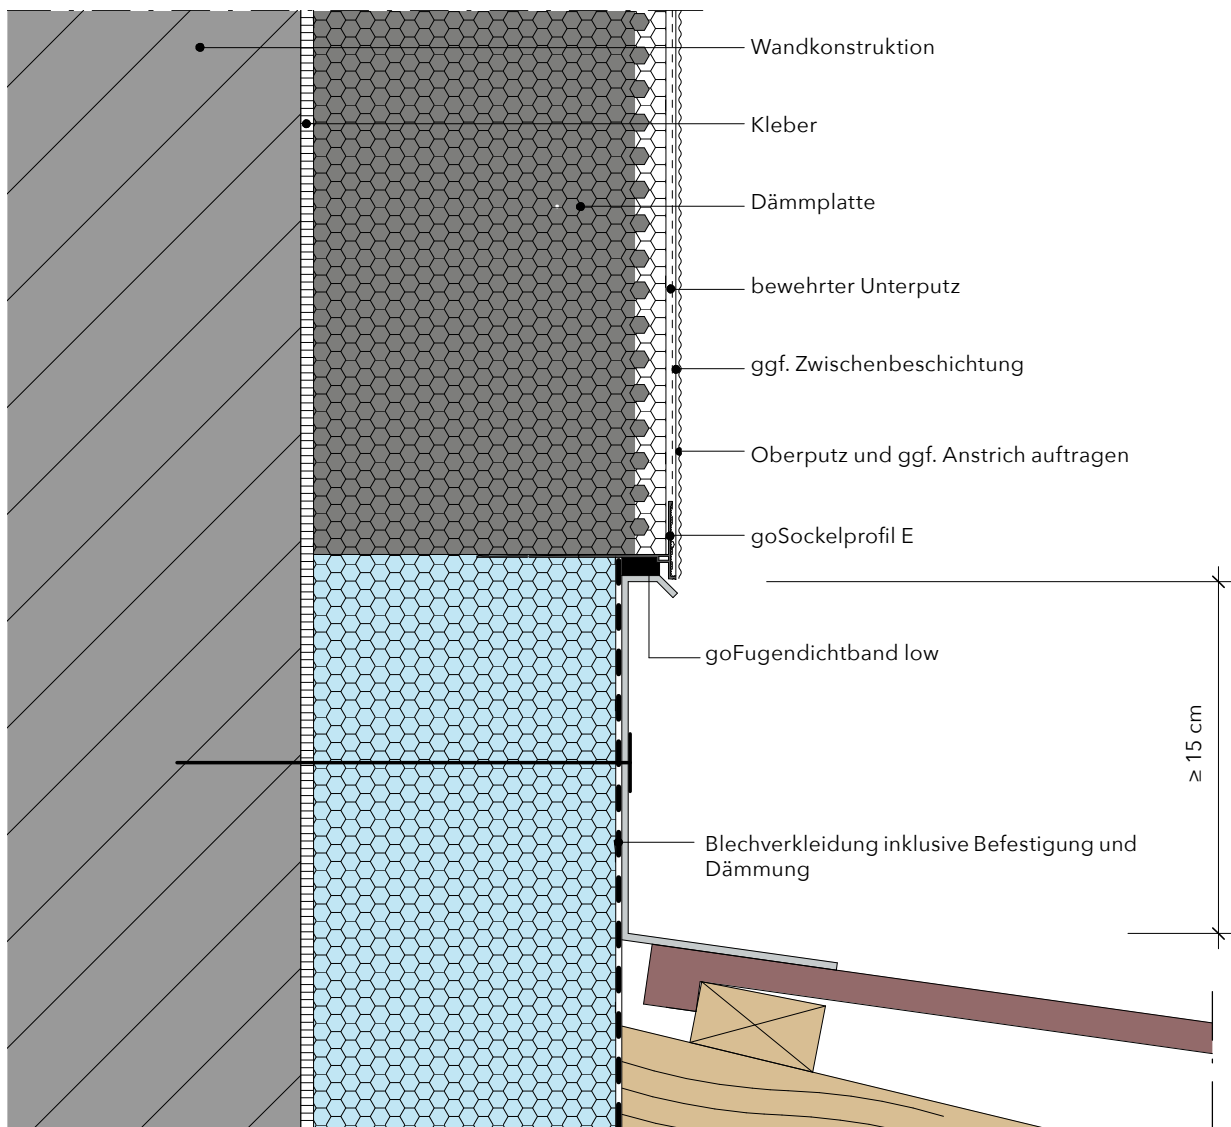 Wandkonstruktion
Kleber
Dämmplatte
bewehrter Unterputz
ggf. Zwischenbeschichtung
Oberputz und ggf. Anstrich auftragen
goSockelprofil E
goFugendichtband low
≥ 15 cm
Blechverkleidung inklusive Befestigung und
Dämmung